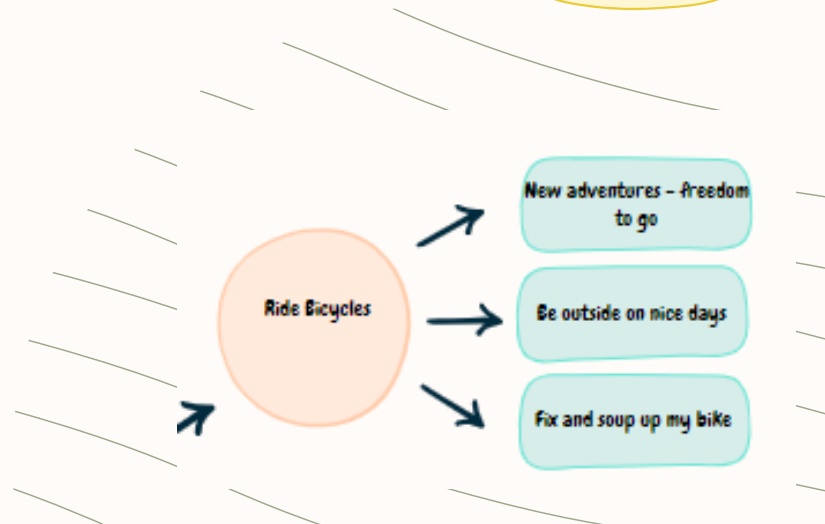 New adventures - freedom
to go
Ride Bicycles
Be outside on nice days
Fix and soup up my bike